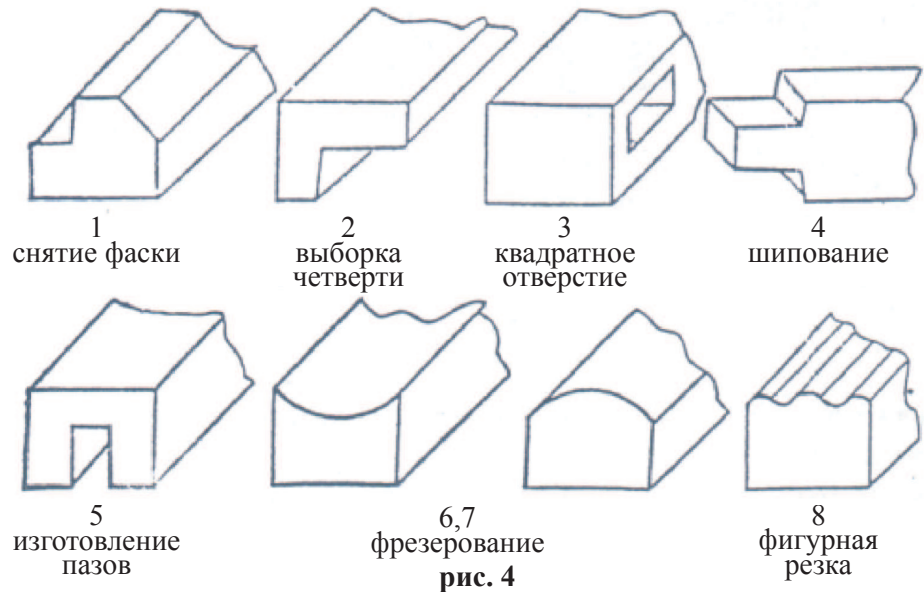 1
снятие фаски
2
выборка
четверти
3
квадратное
отверстие
4
шипование
5
изготовление
пазов
6,7
фрезерование
8
фигурная
резка
рис. 4